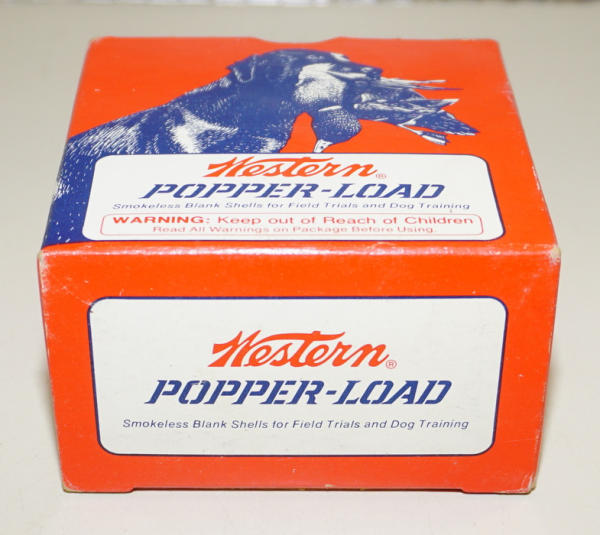 Western®
POPPER-LOAD
Smokeless Blank Shells for Field Trials and Dog Training
WARNING: Keep out of Reach of Children
Read All Warnings on Package Before Using.
Western®
POPPER-LOAD
Smokeless Blank Shells for Field Trials and Dog Training